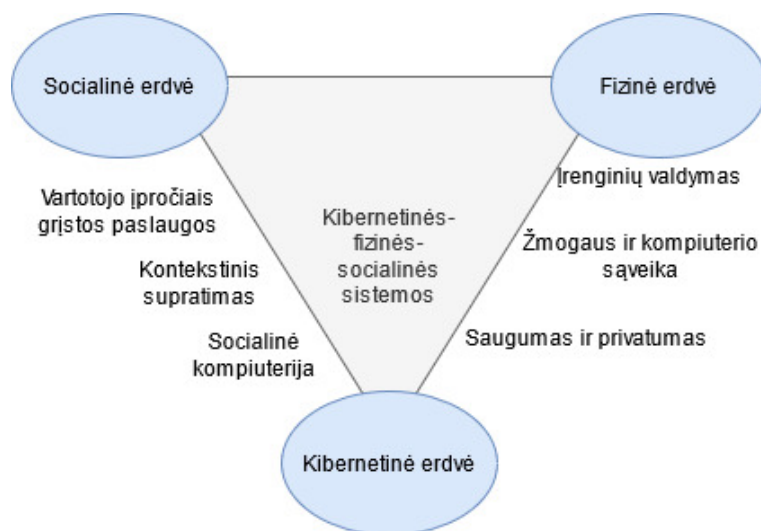 Socialinė erdvė
Fizinė erdvė
Vartotojo įpročiais
grįstos paslaugos
Kontekstinis
supratimas
Socialinė
kompiuterija
Kibernetinės-
fizinės-
socialinės
sistemos
Įrenginių valdymas
Žmogaus ir kompiuterio
sąveika
Saugumas ir privatumas
Kibernetinė erdvė